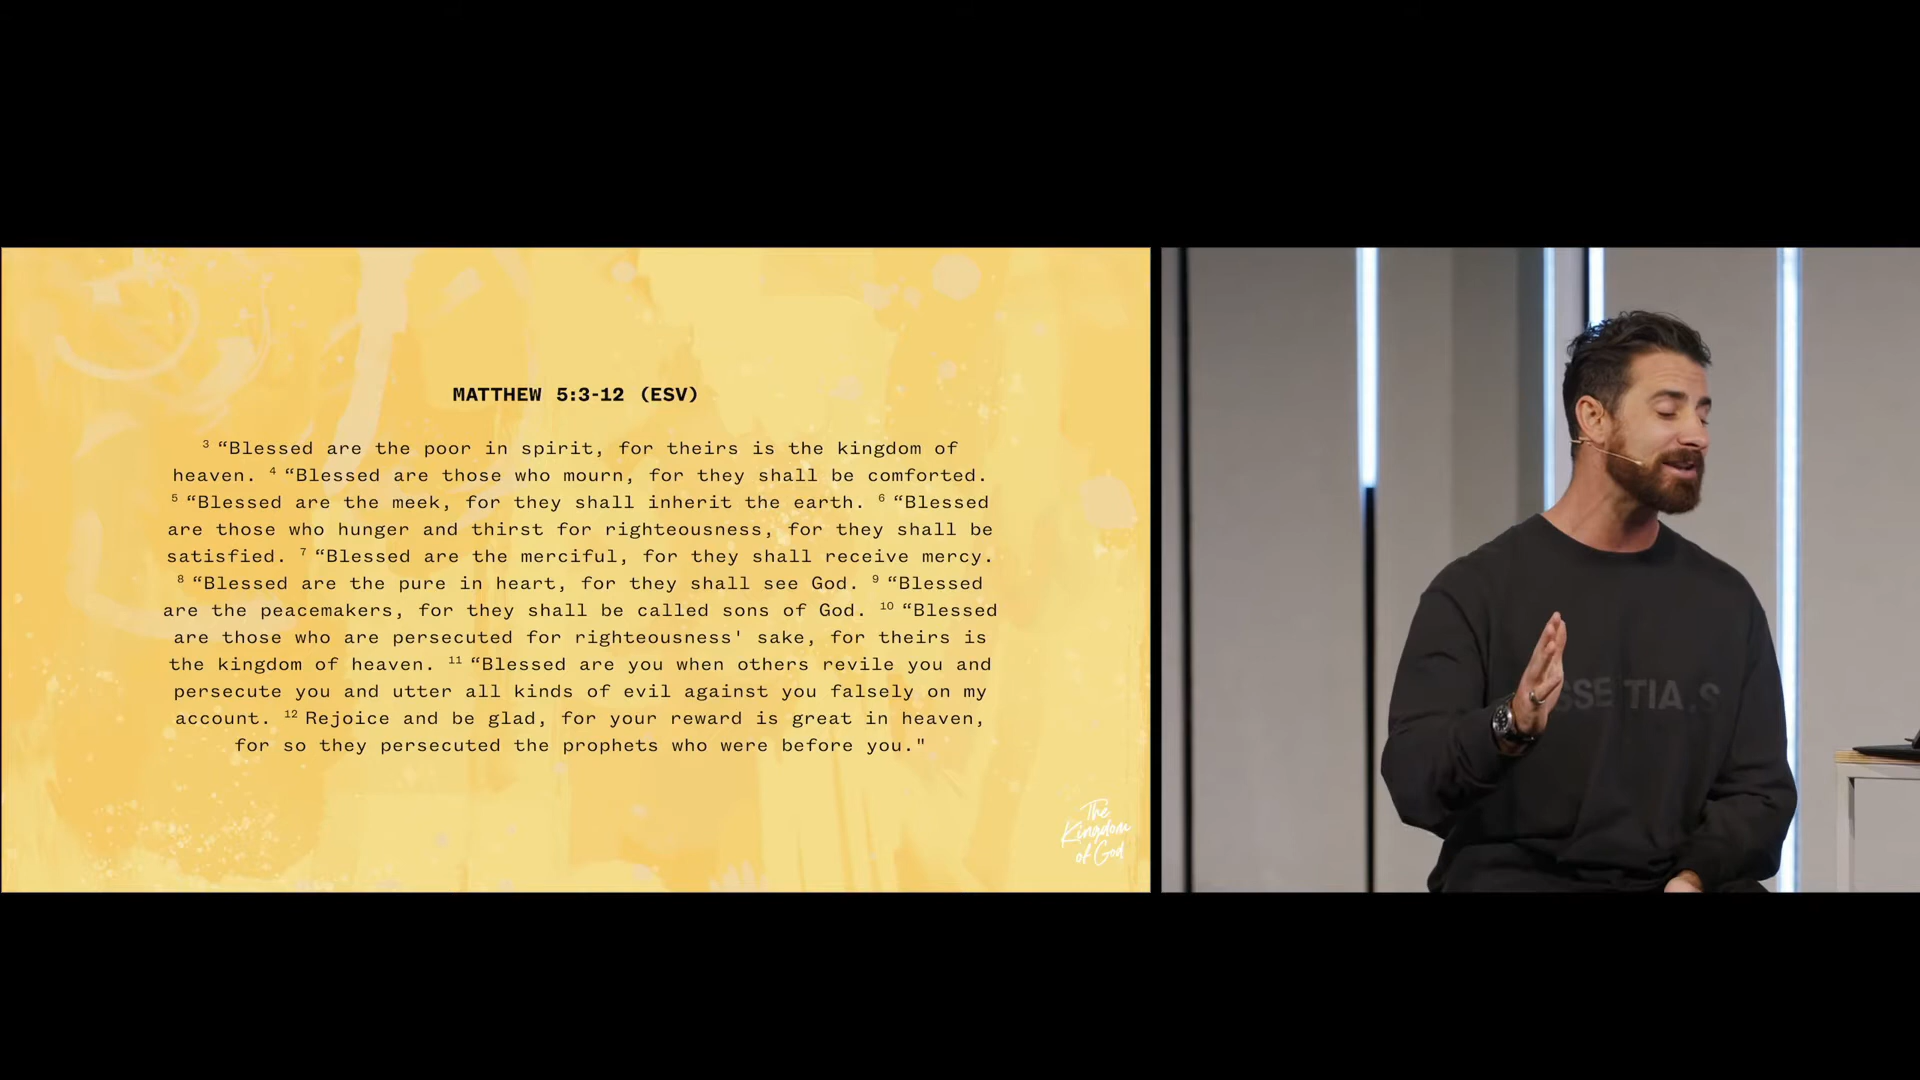 MATTHEW 5:3-12 (ESV)
3 “Blessed are the poor in spirit, for theirs is the kingdom of
heaven. 4 “Blessed are those who mourn, for they shall be comforted.
5 “Blessed are the meek, for they shall inherit the earth. 6 “Blessed
are those who hunger and thirst for righteousness, for they shall be
satisfied. 7 “Blessed are the merciful, for they shall receive mercy.
8 “Blessed are the pure in heart, for they shall see God. 9 “Blessed
are the peacemakers, for they shall be called sons of God. 10 “Blessed
are those who are persecuted for righteousness' sake, for theirs is
the kingdom of heaven. 11 “Blessed are you when others revile you and
persecute you and utter all kinds of evil against you falsely on my
account. 12 Rejoice and be glad, for your reward is great in heaven,
for so they persecuted the prophets who were before you."
The
Kingdom
of God